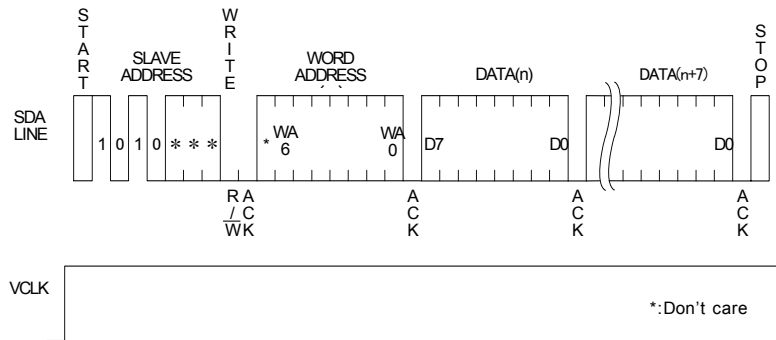 START
WRITE
STOP
SLAVE
ADDRESS
WORD
ADDRESS
DATA(n)
DATA(n+7)
SDA
LINE
1 0 1 0 * * *
* WA
6
WA
0
D7
D0
D0
R
/
W
ACK
ACK
ACK
ACK
VCLK
*:Don't care